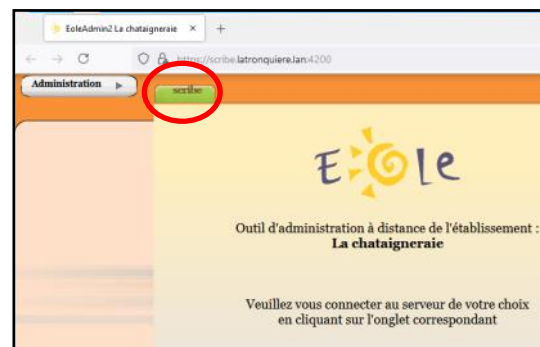 EoleAdmin2 La chataigneraie
https://scribe.latronquiere.lan:4200
Administration
scribe
EOLE
Outil d'administration à distance de l'établissement :
La chataigneraie
Veuillez vous connecter au serveur de votre choix
en cliquant sur l'onglet correspondant